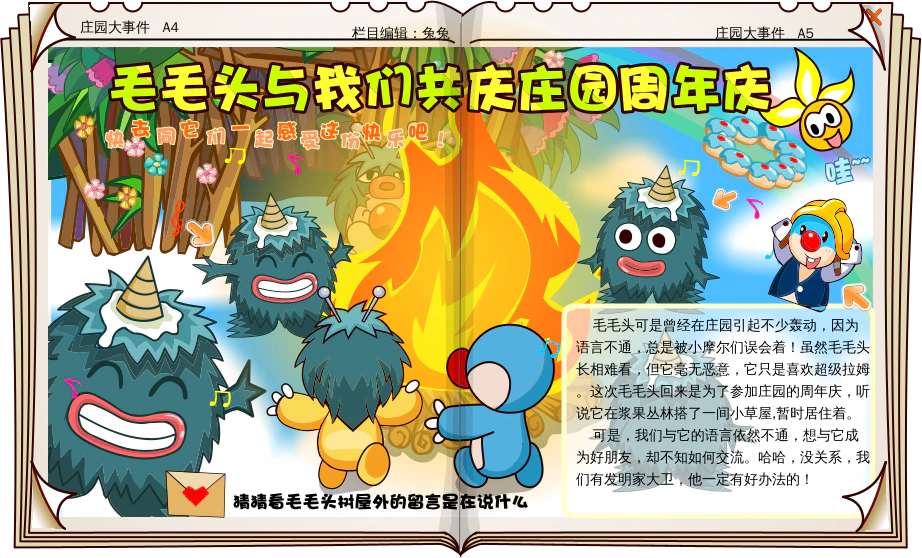 庄园大事件 A4
栏目编辑：兔兔
庄园大事件 A5
毛毛头与我们共庆庄园周年庆
快去同它们一起感受这份快乐吧！
哇~~
毛毛头可是曾经在庄园引起不少轰动，因为
语言不通，总是被小摩尔们误会着！虽然毛毛头
长相难看，但它毫无恶意，它只是喜欢超级拉姆
。这次毛毛头回来是为了参加庄园的周年庆，听
说它在浆果丛林搭了一间小草屋,暂时居住着。
可是，我们与它的语言依然不通，想与它成
为好朋友，却不知如何交流。哈哈，没关系，我
们有发明家大卫，他一定有好办法的！
猜猜看毛毛头树屋外的留言是在说什么